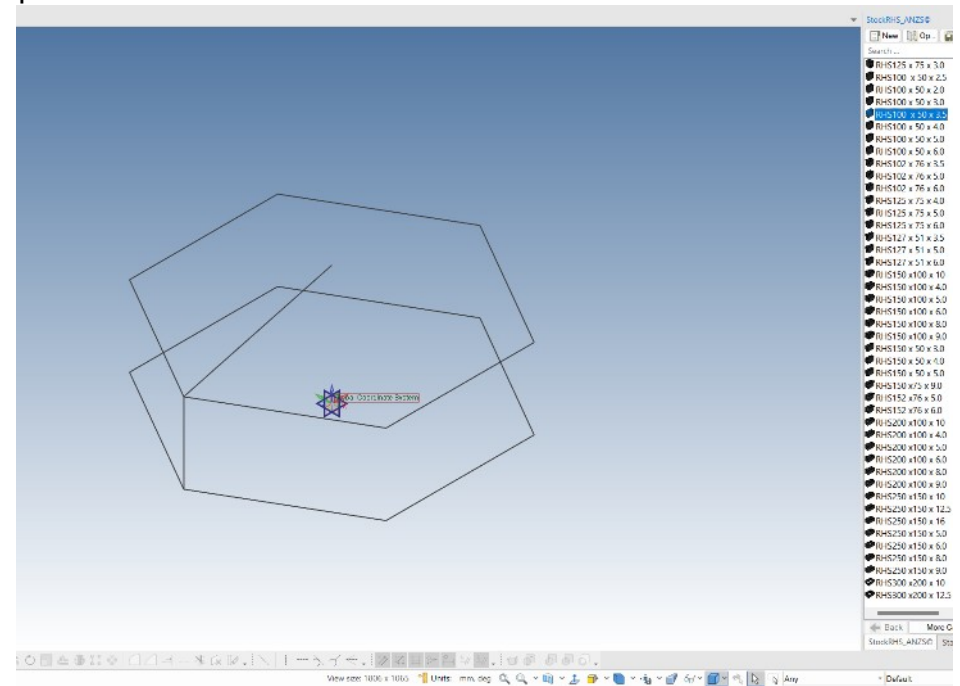 StockRHS_ANZS©
New Op..
Search ...
RHS125 x 75 x 3.0
RHS100 x 50 x 2.5
RHS100 x 50 x 2.0
RHS100 x 50 x 3.0
RHS100 x 50 x 3.5
RHS100 x 50 x 4.0
RHS100 x 50 x 5.0
RHS100 x 50 x 6.0
RHS102 x 76 x 3.5
RHS102 x 76 x 5.0
RHS102 x 76 x 6.0
RHS125 x 75 x 4.0
RHS125 x 75 x 5.0
RHS125 x 75 x 6.0
RHS127 x 51 x 3.5
RHS127 x 51 x 5.0
RHS127 x 51 x 6.0
RHS150 x100 x 10
RHS150 x100 x 4.0
RHS150 x100 x 5.0
RHS150 x100 x 6.0
RHS150 x100 x 8.0
RHS150 x100 x 9.0
RHS150 x 50 x 3.0
RHS150 x 50 x 4.0
RHS150 x 50 x 5.0
RHS150 x75 x 9.0
RHS152 x76 x 5.0
RHS152 x76 x 6.0
Coordinate System
RHS200 x100 x 10
RHS200 x100 x 4.0
RHS200 x100 x 5.0
RHS200 x100 x 6.0
RHS200 x100 x 8.0
RHS200 x100 x 9.0
RHS250 x150 x 10
RHS250 x150 x 12.5
RHS250 x150 x 16
RHS250 x150 x 5.0
RHS250 x150 x 6.0
RHS250 x150 x 8.0
RHS250 x150 x 9.0
RHS300 x200 x 10
RHS300 x200 x 12.5
Back More
StockRHS_ANZS©
View size: 1006 x 1065 Units: mm, deg Any Default